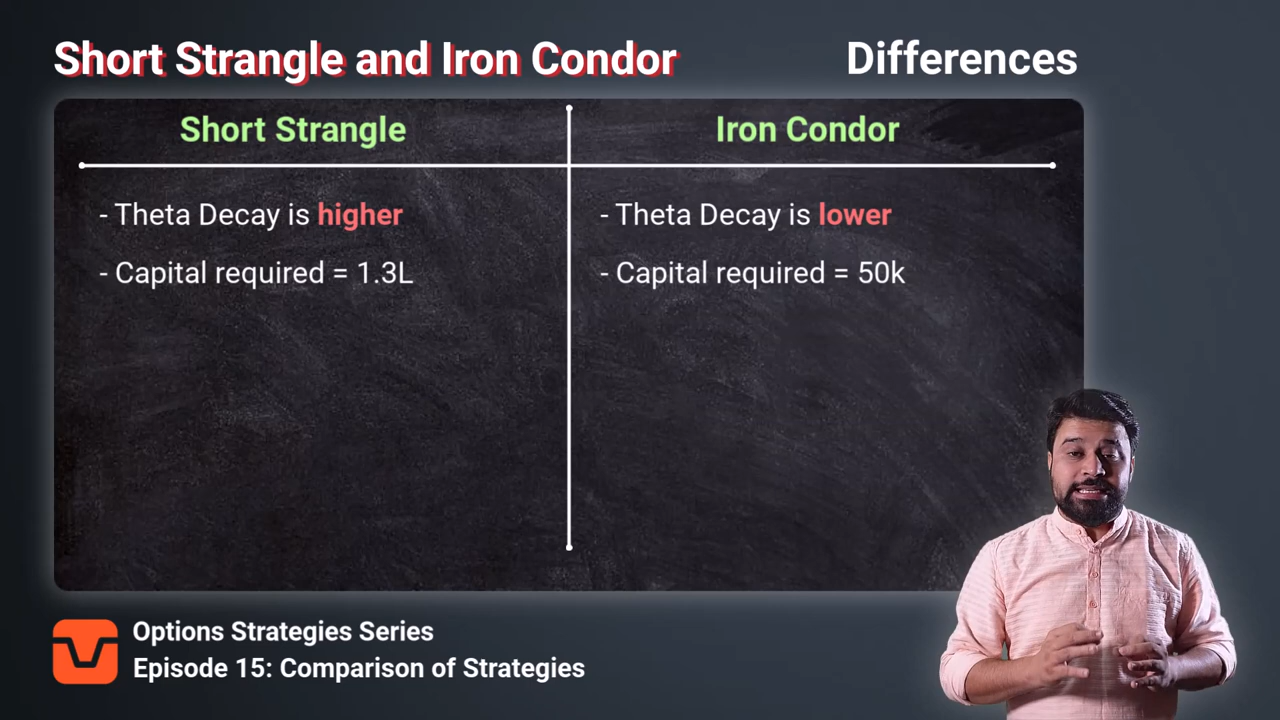 Short Strangle and Iron Condor
Differences
Short Strangle
Iron Condor
- Theta Decay is higher
- Theta Decay is lower
- Capital required = 1.3L
- Capital required = 50k
Options Strategies Series
Episode 15: Comparison of Strategies